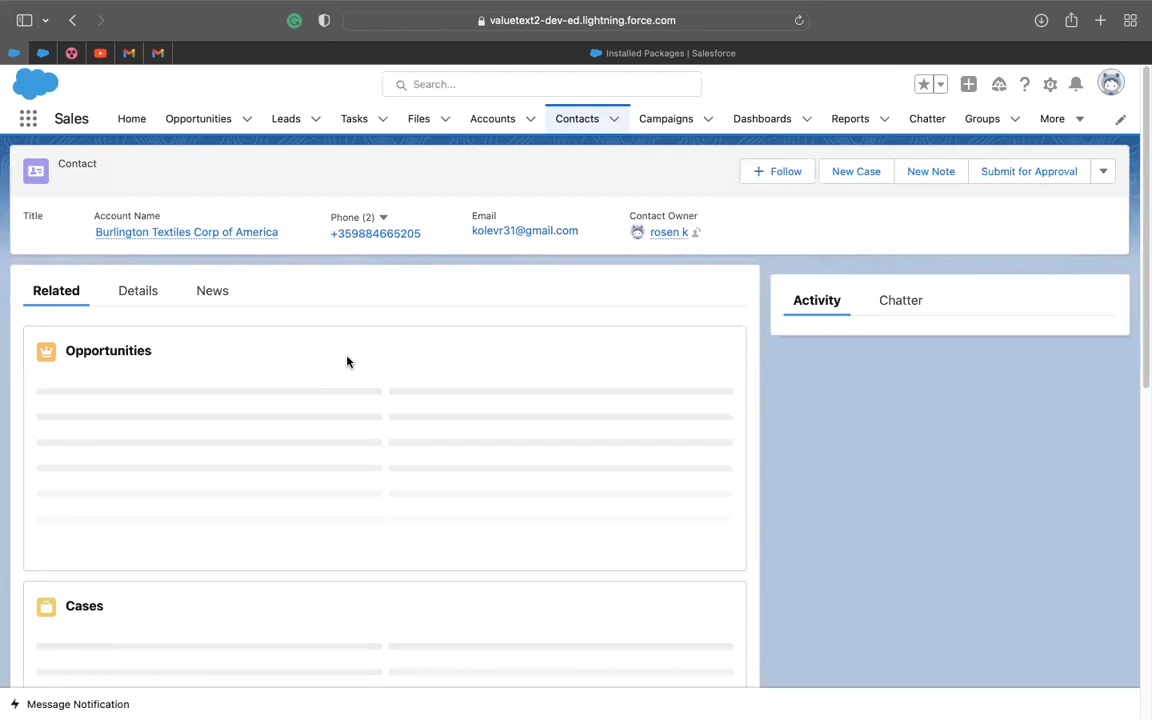 valuetext2-dev-ed.lightning.force.com
Installed Packages | Salesforce
Search...
Sales
Home
Opportunities
Leads
Tasks
Files
Accounts
Contacts
Campaigns
Dashboards
Reports
Chatter
Groups
More
Contact
+ Follow
New Case
New Note
Submit for Approval
Title
Account Name
Phone (2)
Email
Contact Owner
Burlington Textiles Corp of America
+359884665205
kolevr31@gmail.com
rosen k
Related
Details
News
Activity
Chatter
Opportunities
Cases
Message Notification